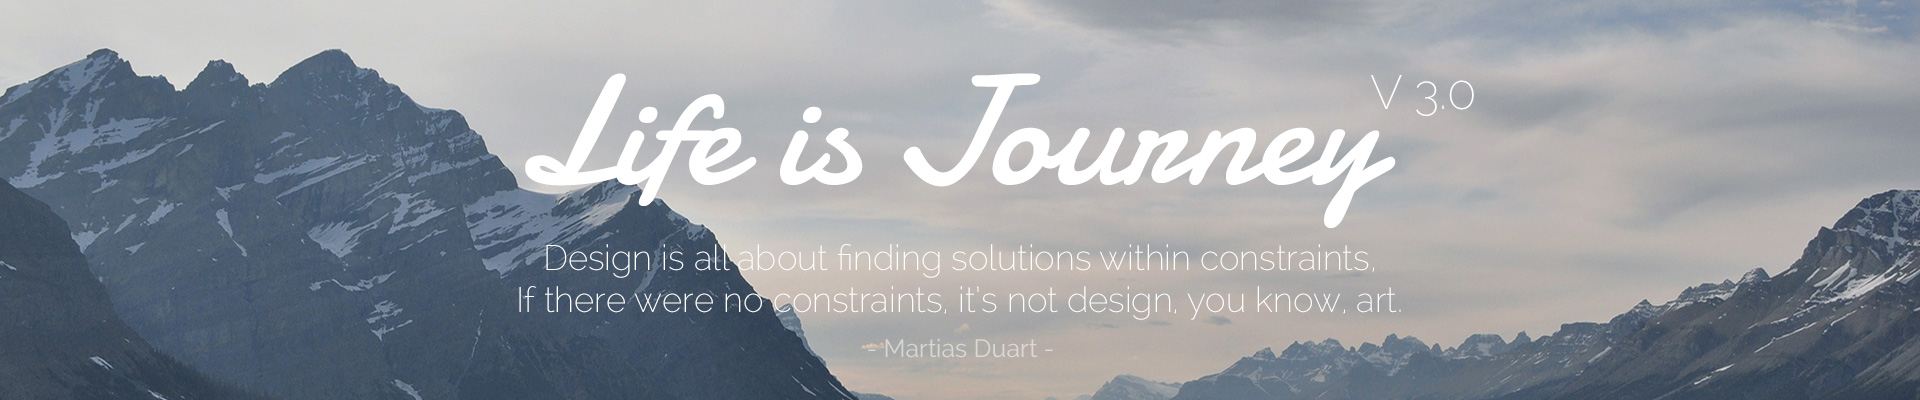 Life is Journey
V 3.0
Design is all about finding solutions within constraints,
If there were no constraints, it's not design, you know, art.
- Martias Duart -